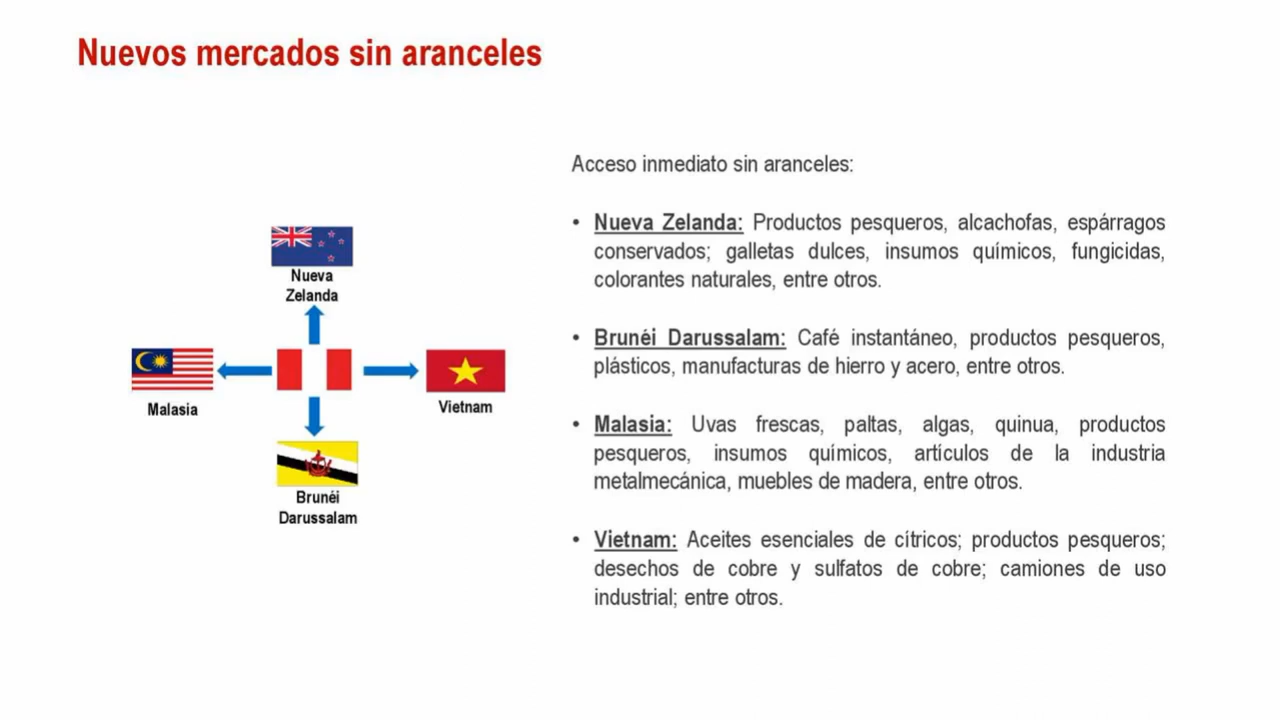 Nuevos mercados sin aranceles
Nueva
Zelanda
Malasia
Vietnam
Brunéi
Darussalam
Acceso inmediato sin aranceles:
• Nueva Zelanda: Productos pesqueros, alcachofas, espárragos
conservados; galletas dulces, insumos químicos, fungicidas,
colorantes naturales, entre otros.
• Brunéi Darussalam: Café instantáneo, productos pesqueros,
plásticos, manufacturas de hierro y acero, entre otros.
• Malasia: Uvas frescas, paltas, algas, quinua, productos
pesqueros, insumos químicos, artículos de la industria
metalmecánica, muebles de madera, entre otros.
• Vietnam: Aceites esenciales de cítricos; productos pesqueros;
desechos de cobre y sulfatos de cobre; camiones de uso
industrial; entre otros.